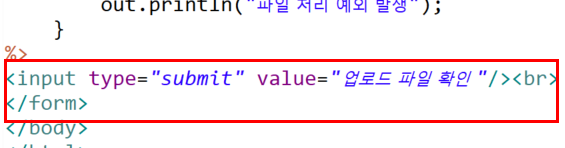 out.println("파일 처리 예외 발생");
}
%>
<input type="submit" value="업로드 파일 확인 "/><br>
</form>
</body>